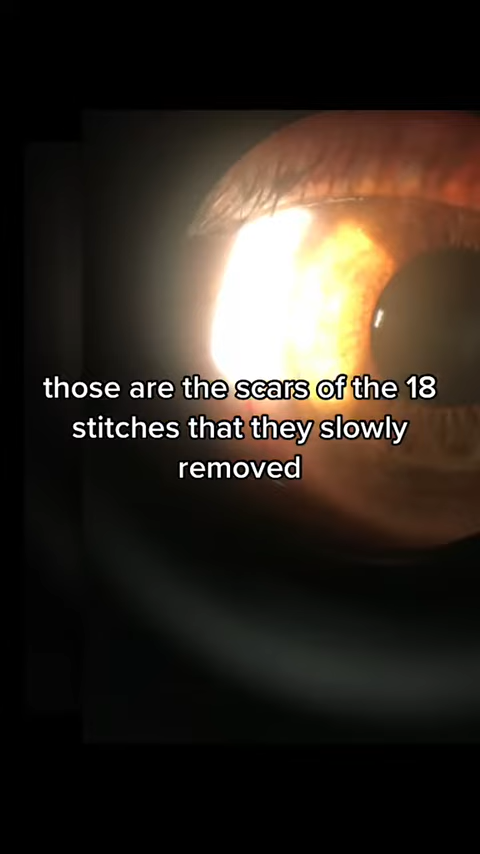 those are the scars of the 18
stitches that they slowly
removed